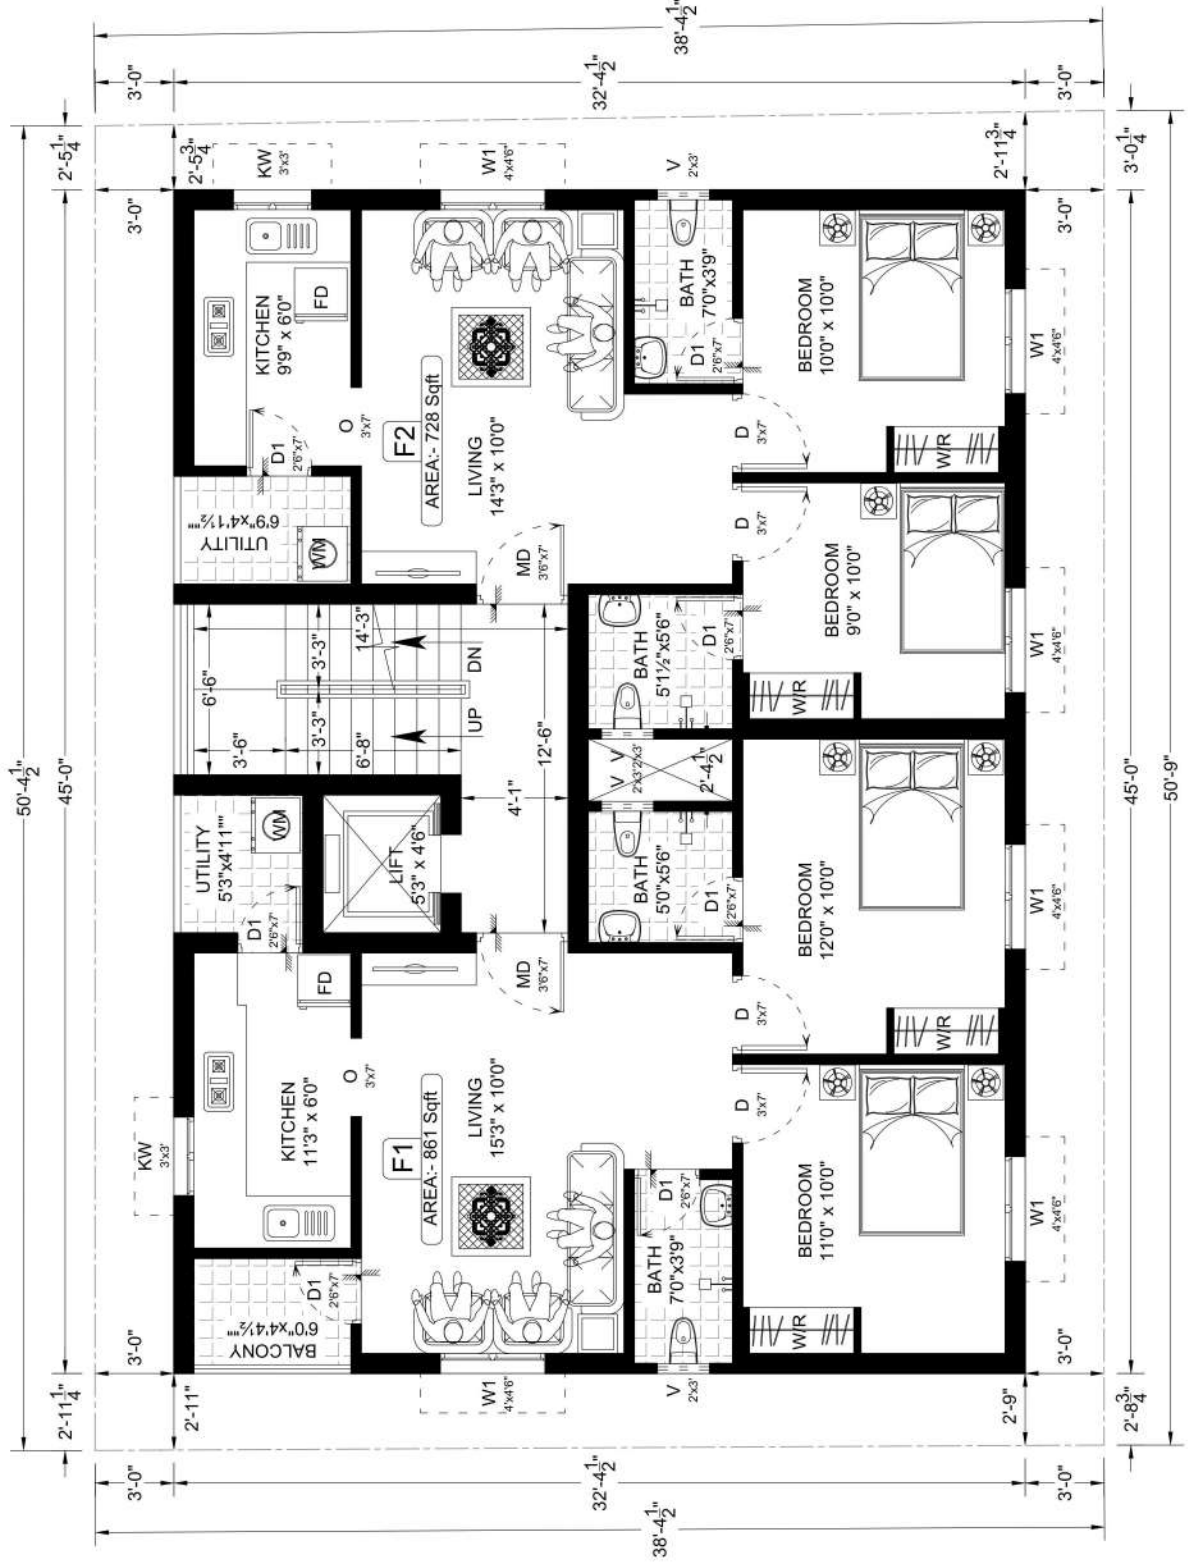 50'-4½"
2'-11¼" 45'-0" 2'-5¼"
3'-0" 3'-0" 3'-0" 3'-0"
KW
3'x3'
2'-11"
2'-5¾"
BALCONY
6'0"x4'4½""
D1
2'6"x7'
KITCHEN
11'3" x 6'0"
FD
D1
2'6"x7'
UTILITY
5'3"x4'11""
WM
3'-6"
6'-6"
3'-3" 3'-3"
6'-8"
14'-3"
UP DN
UTILITY
6'9"x4'1½""
WM
D1
2'6"x7'
KITCHEN
9'9" x 6'0"
FD
KW
3'x3'
O
3'x7'
O
3'x7'
LIFT
5'3" x 4'6"
F1
AREA:- 861 Sqft
F2
AREA:- 728 Sqft
LIVING
15'3" x 10'0"
LIVING
14'3" x 10'0"
W1
4'x4'6"
W1
4'x4'6"
MD
3'6"x7'
4'-1"
12'-6"
MD
3'6"x7'
38'-4½"
32'-4½"
32'-4½"
38'-4½"
V
2'x3'
BATH
7'0"x3'9"
D1
2'6"x7'
BATH
5'0"x5'6"
D1
2'6"x7'
V V
2'x3' 2'x3'
2'-4½"
BATH
5'1½"x5'6"
D1
2'6"x7'
BATH
7'0"x3'9"
D1
2'6"x7'
V
2'x3'
D
3'x7'
D
3'x7'
D
3'x7'
D
3'x7'
W/R
BEDROOM
11'0" x 10'0"
BEDROOM
12'0" x 10'0"
W/R
W/R
BEDROOM
9'0" x 10'0"
BEDROOM
10'0" x 10'0"
W/R
2'-9"
2'-11¾"
W1
4'x4'6"
W1
4'x4'6"
W1
4'x4'6"
W1
4'x4'6"
3'-0" 3'-0" 3'-0" 3'-0"
2'-8¾" 45'-0" 3'-0¼"
50'-9"